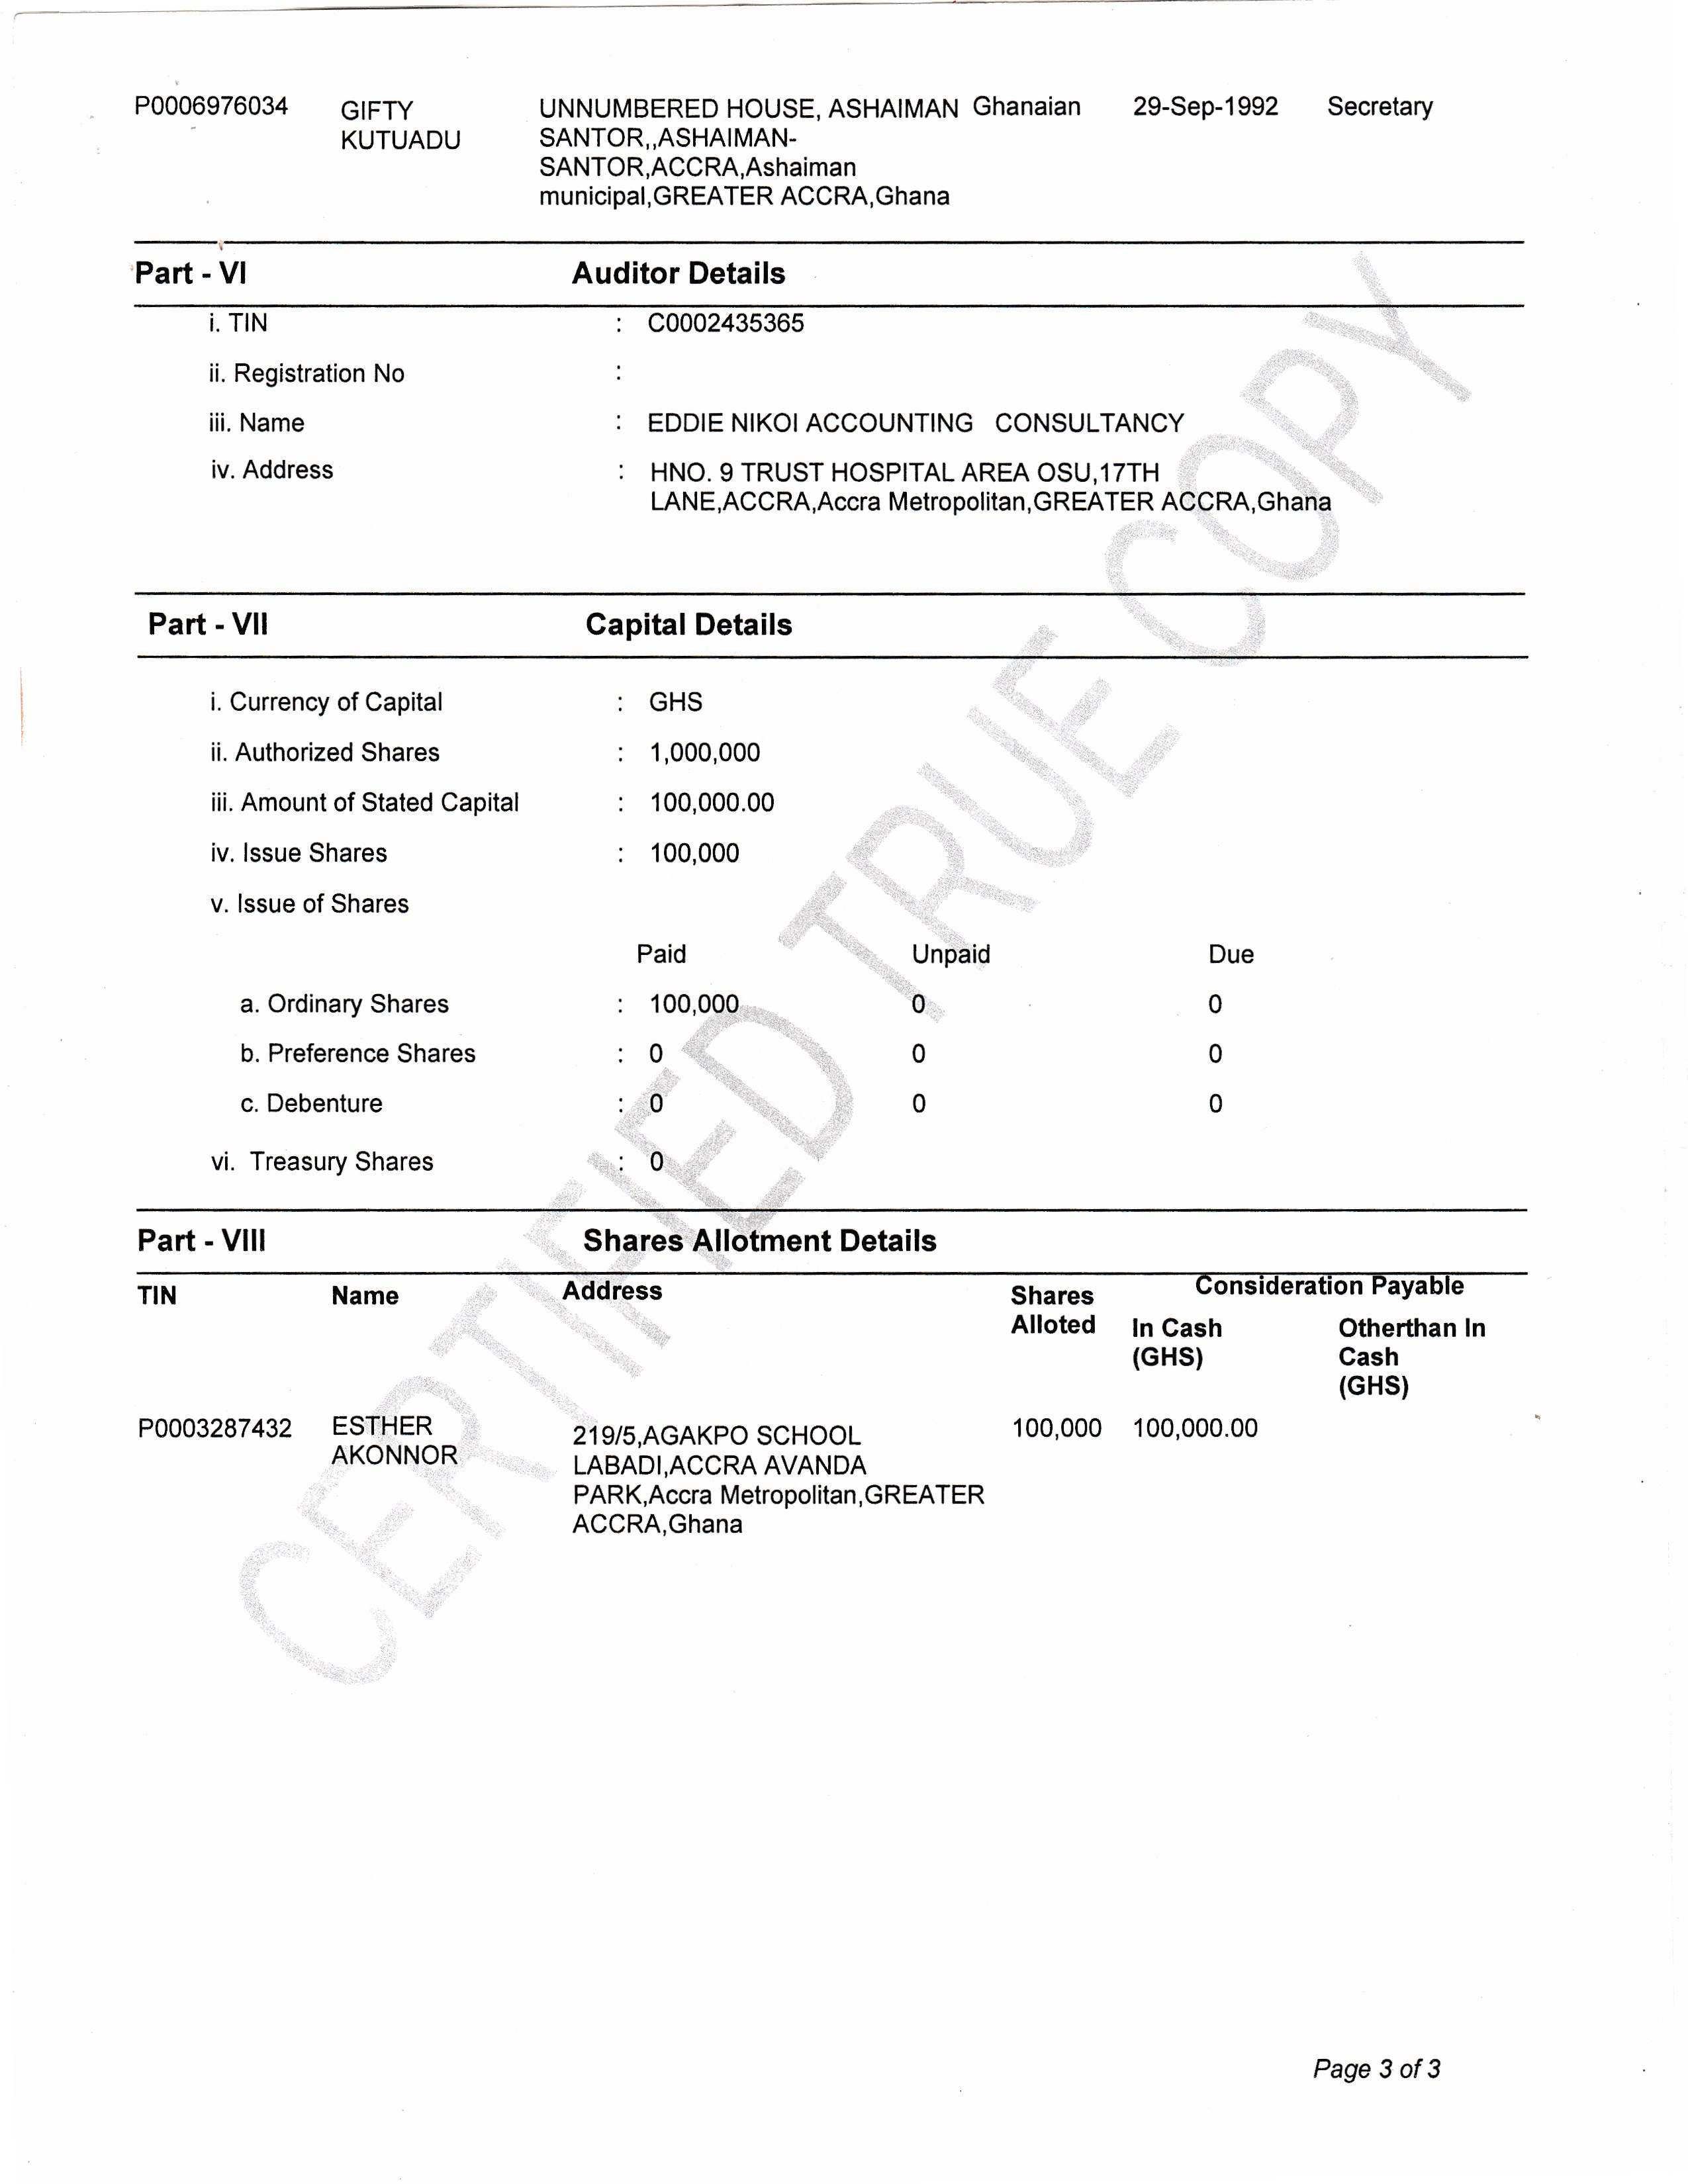 P0006976034 GIFTY UNNUMBERED HOUSE, ASHAIMAN Ghanaian 29-Sep-1992 Secretary
KUTUADU SANTOR,,ASHAIMAN-
SANTOR,ACCRA,Ashaiman
municipal,GREATER ACCRA,Ghana
Part - VI Auditor Details
i. TIN : C0002435365
ii. Registration No :
iii. Name : EDDIE NIKOI ACCOUNTING CONSULTANCY
iv. Address : HNO. 9 TRUST HOSPITAL AREA OSU,17TH
LANE,ACCRA,Accra Metropolitan,GREATER ACCRA,Ghana
Part - VII Capital Details
i. Currency of Capital : GHS
ii. Authorized Shares : 1,000,000
iii. Amount of Stated Capital : 100,000.00
iv. Issue Shares : 100,000
v. Issue of Shares
Paid Unpaid Due
a. Ordinary Shares : 100,000 0 0
b. Preference Shares : 0 0 0
c. Debenture : 0 0 0
vi. Treasury Shares : 0
Part - VIII Shares Allotment Details
TIN Name Address Shares Consideration Payable
Alloted In Cash Otherthan In
(GHS) Cash
(GHS)
P0003287432 ESTHER 219/5,AGAKPO SCHOOL 100,000 100,000.00
AKONNOR LABADI,ACCRA AVANDA
PARK,Accra Metropolitan,GREATER
ACCRA,Ghana
CERTIFIED TRUE COPY
Page 3 of 3